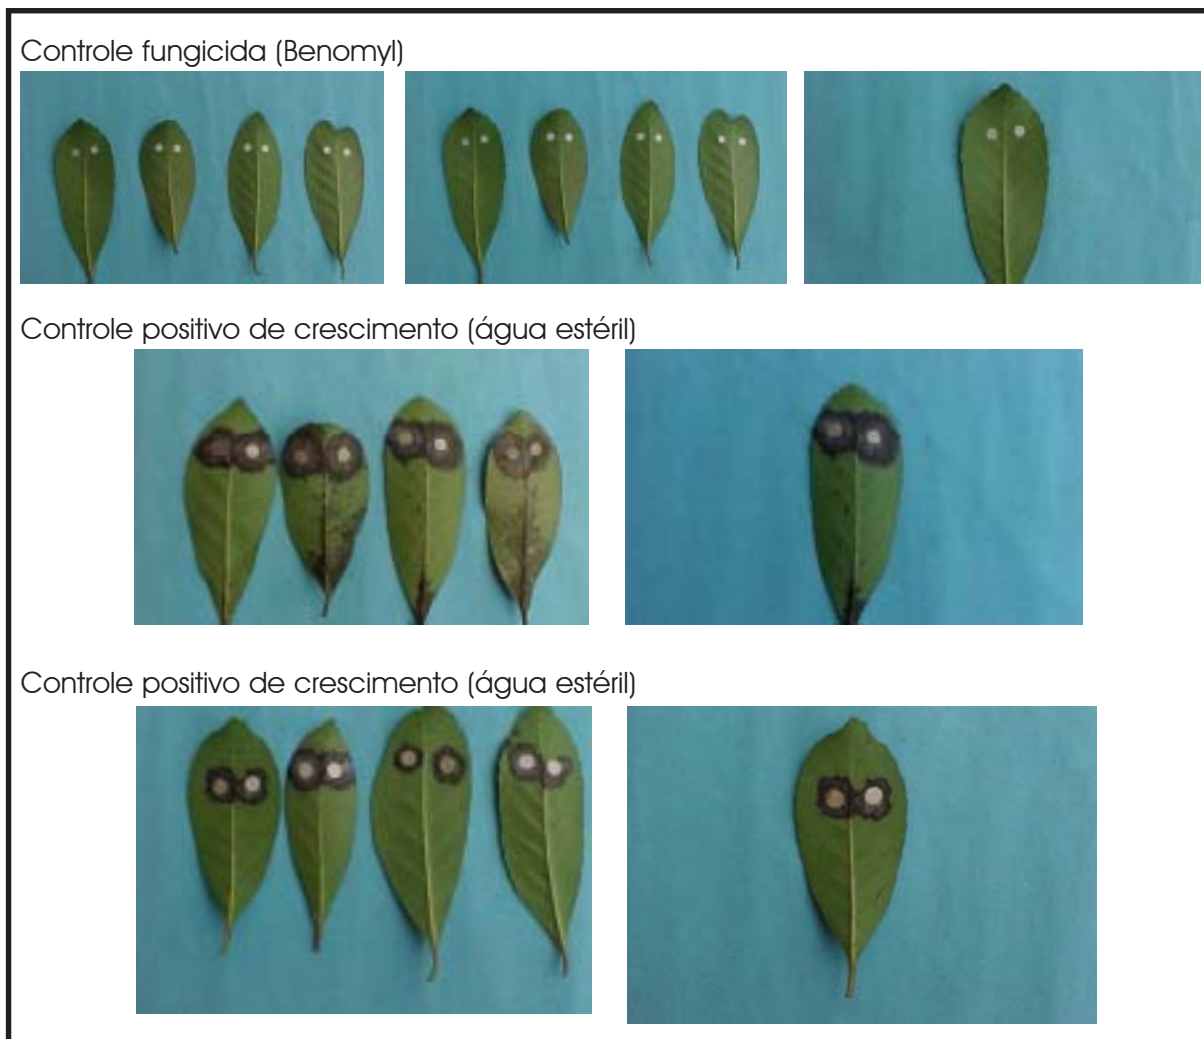 Controle fungicida (Benomyl)
Controle positivo de crescimento (água estéril)
Controle positivo de crescimento (água estéril)